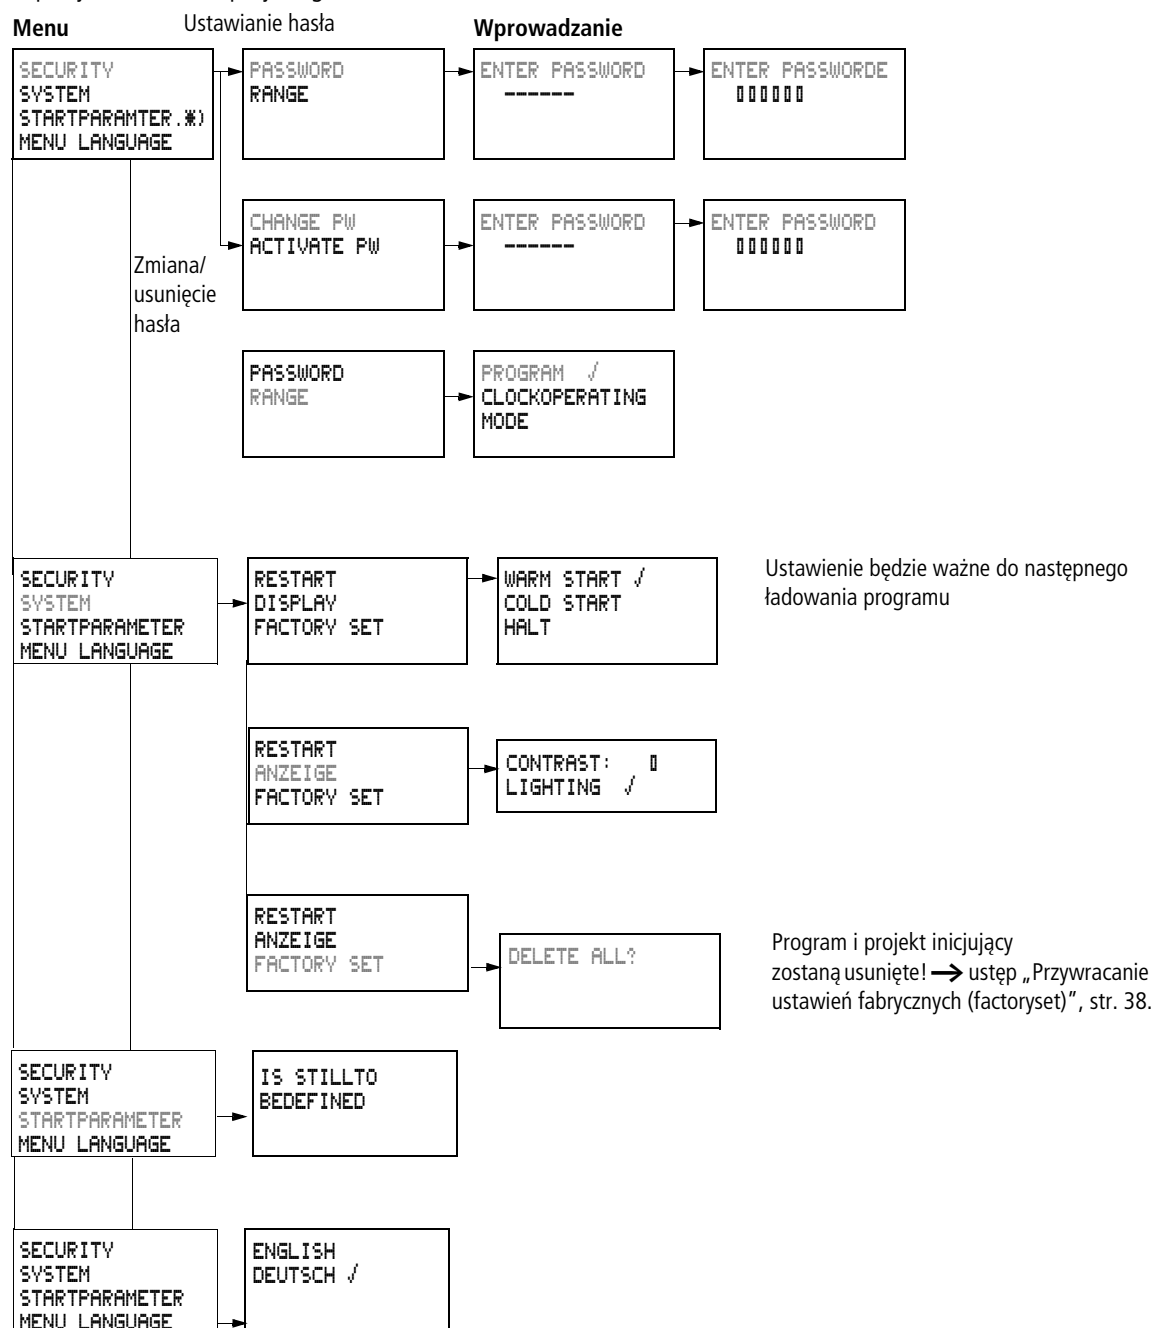 Menu
Ustawianie hasła
Wprowadzanie
SECURITY
SYSTEM
STARTPARAMTER.*)
MENU LANGUAGE
PASSWORD
RANGE
ENTER PASSWORD
------
ENTER PASSWORDE
000000
CHANGE PW
ACTIVATE PW
ENTER PASSWORD
------
ENTER PASSWORD
000000
Zmiana/
usunięcie
hasła
PASSWORD
RANGE
PROGRAM √
CLOCKOPERATING
MODE
SECURITY
SYSTEM
STARTPARAMETER
MENU LANGUAGE
RESTART
DISPLAY
FACTORY SET
WARM START √
COLD START
HALT
Ustawienie będzie ważne do następnego
ładowania programu
RESTART
ANZEIGE
FACTORY SET
CONTRAST: 0
LIGHTING √
RESTART
ANZEIGE
FACTORY SET
DELETE ALL?
Program i projekt inicjujący
zostaną usunięte! → ustęp „Przywracanie
ustawień fabrycznych (factoryset)”, str. 38.
SECURITY
SYSTEM
STARTPARAMETER
MENU LANGUAGE
IS STILLTO
BEDEFINED
SECURITY
SYSTEM
STARTPARAMETER
MENU LANGUAGE
ENGLISH
DEUTSCH √